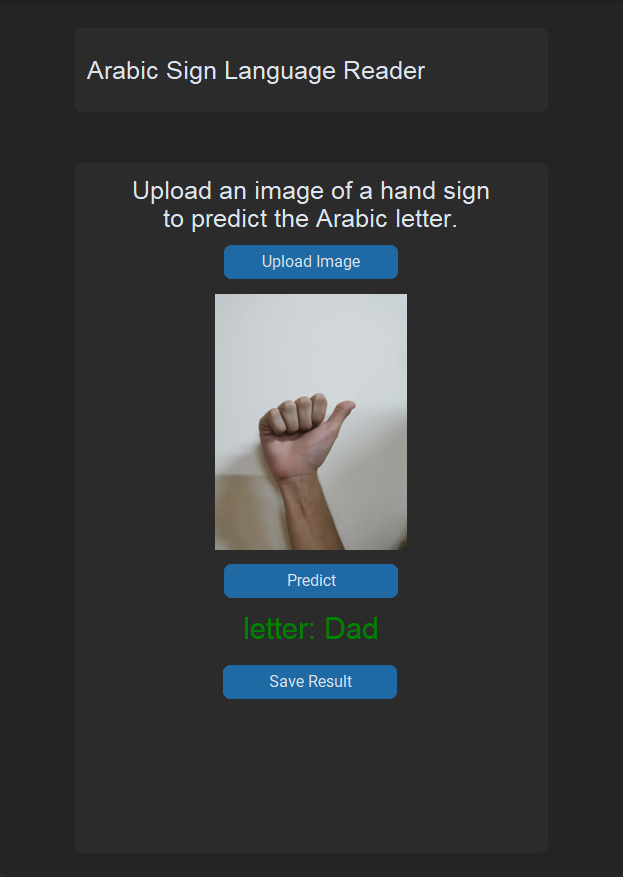 Arabic Sign Language Reader
Upload an image of a hand sign
to predict the Arabic letter.
Upload Image
Predict
letter: Dad
Save Result